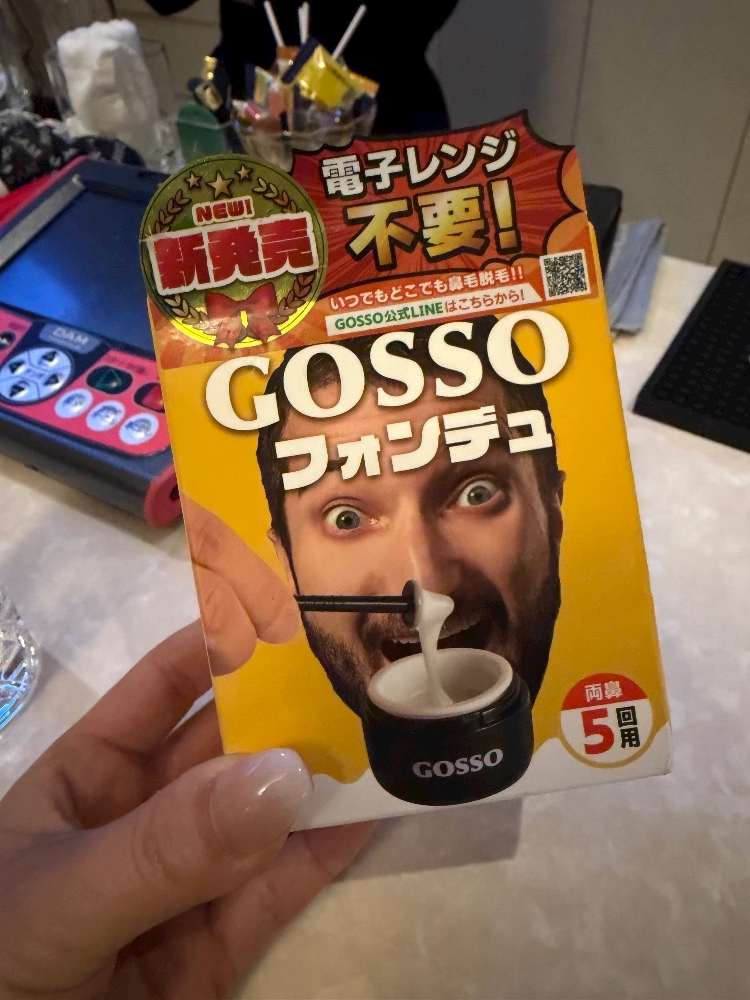 NEW!
新発売
電子レンジ
不要!
いつでもどこでも鼻毛脱毛!!
GOSSO公式LINEはこちらから!
GOSSO
フォンデュ
GOSSO
両鼻
5回用
DAM